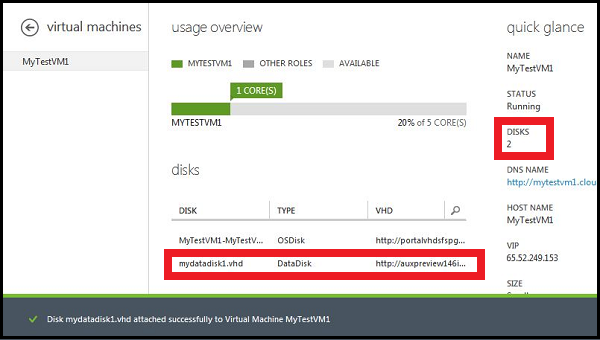 virtual machines
MyTestVM1
usage overview
MYTESTVM1 OTHER ROLES AVAILABLE
1 CORE(S)
MYTESTVM1 20% of 5 CORE(S)
disks
DISK TYPE VHD
MyTestVM1-MyTestV... OSDisk http://portalvhdsfspg...
mydatadisk1.vhd DataDisk http://auxpreview146i...
quick glance
NAME
MyTestVM1
STATUS
Running
DISKS
2
DNS NAME
http://mytestvm1.clou
HOST NAME
MyTestVM1
VIP
65.52.249.153
SIZE
Disk mydatadisk1.vhd attached successfully to Virtual Machine MyTestVM1